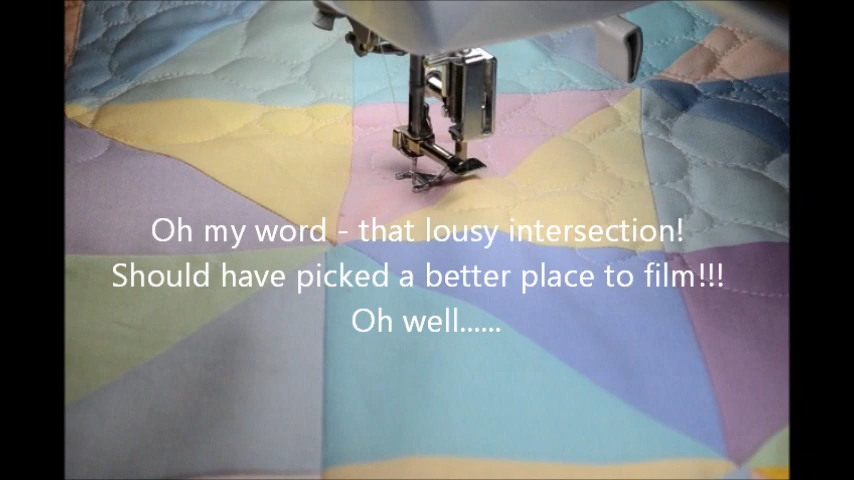 Oh my word - that lousy intersection!
Should have picked a better place to film!!!
Oh well......